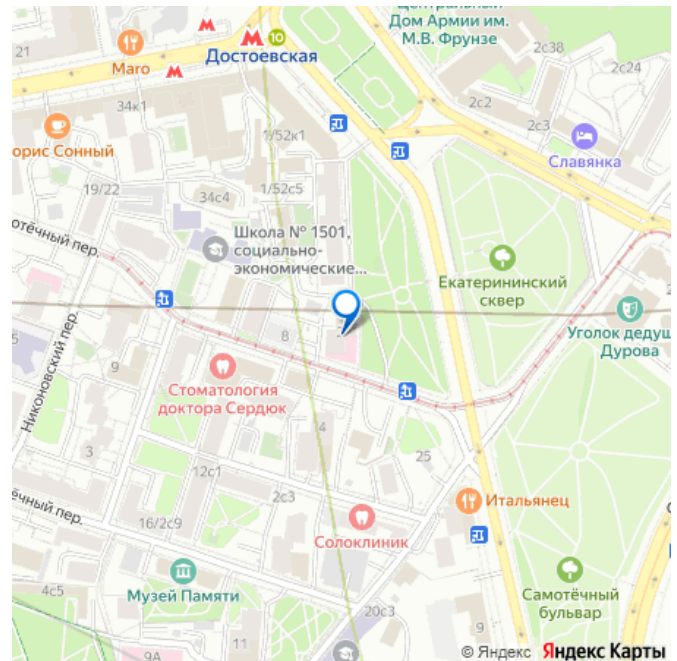 Центральный
Дом Армии им.
М.В. Фрунзе
21
Maro
10
Достоевская
2с38
2с24
34к1
2с2
2с3
орис Сонный
1/52к1
Славянка
19/22
34с4
1/52с5
отёчный пер.
Школа № 1501,
социально-
экономические...
Екатерининский
сквер
Уголок дедуш
Дурова
5
Никоновский пер.
9
8
Стоматология
доктора Сердюк
3
4
25
12с1
2с3
Итальянец
ёчный пер.
16/2с9
Солоклиник
Музей Памяти
4с5
Самотёчный
бульвар
20с3
9А
11
9
© Яндекс Яндекс Карты